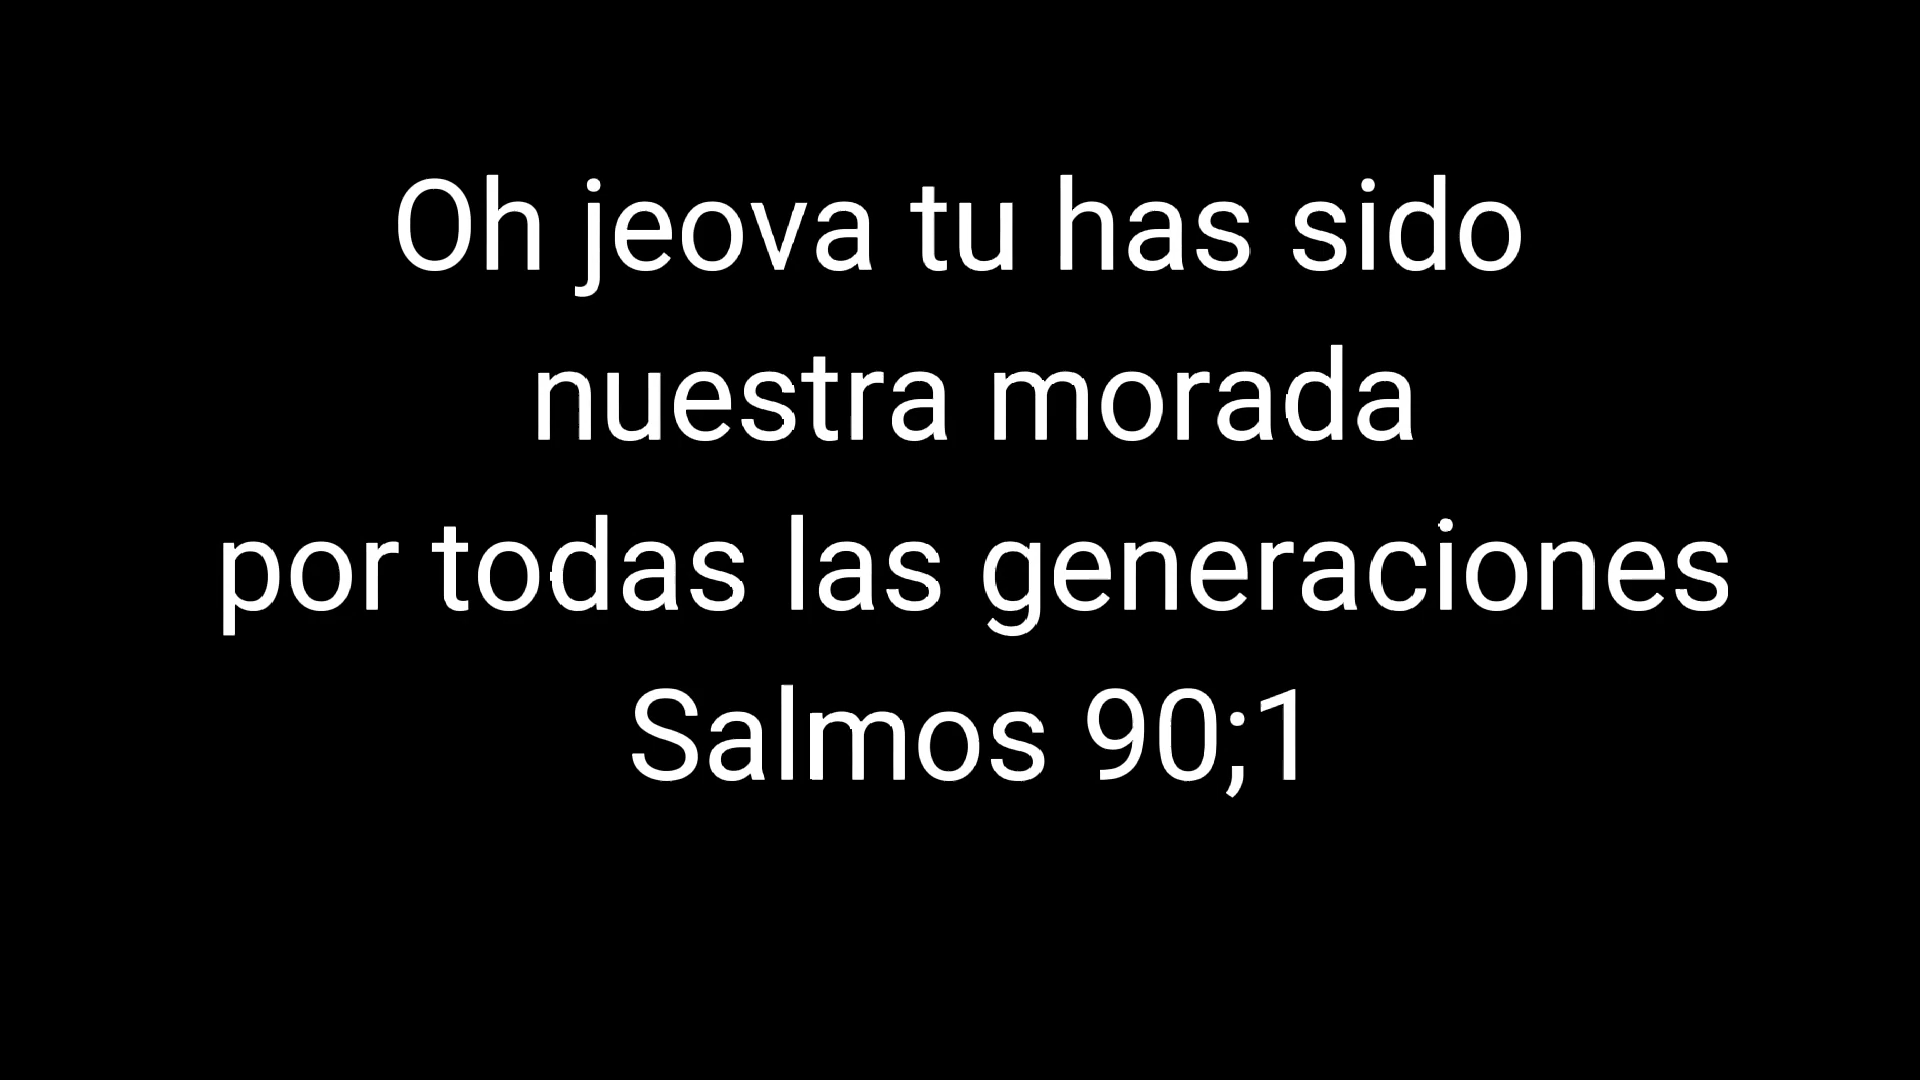 Oh jeova tu has sido
nuestra morada
por todas las generaciones
Salmos 90;1